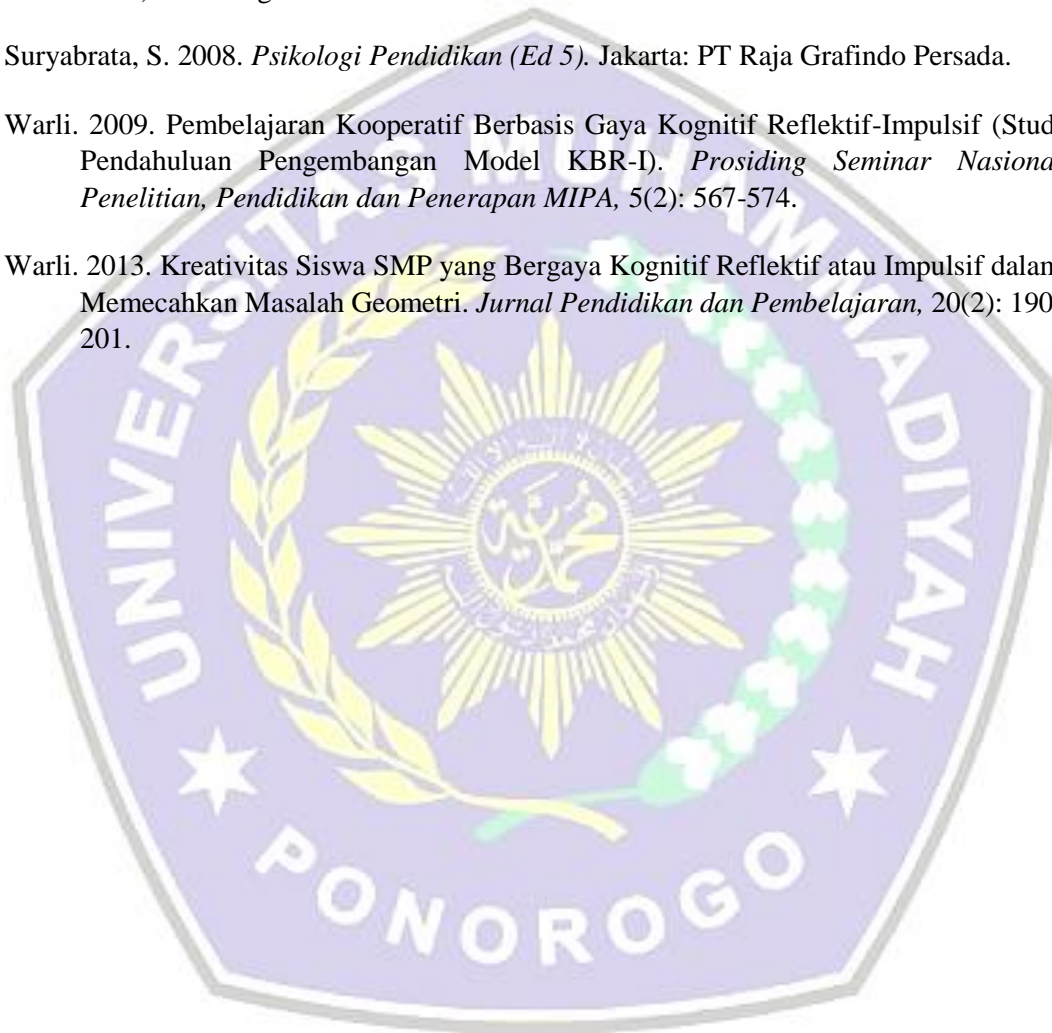 Suryabrata, S. 2008. Psikologi Pendidikan (Ed 5). Jakarta: PT Raja Grafindo Persada.
Warli. 2009. Pembelajaran Kooperatif Berbasis Gaya Kognitif Reflektif-Impulsif (Stud
Pendahuluan Pengembangan Model KBR-I). Prosiding Seminar Nasiona
Penelitian, Pendidikan dan Penerapan MIPA, 5(2): 567-574.
Warli. 2013. Kreativitas Siswa SMP yang Bergaya Kognitif Reflektif atau Impulsif dalam
Memecahkan Masalah Geometri. Jurnal Pendidikan dan Pembelajaran, 20(2): 190
201.
UNIVERSITAS MUHAMMADIYAH
محمدية
PONOROGO